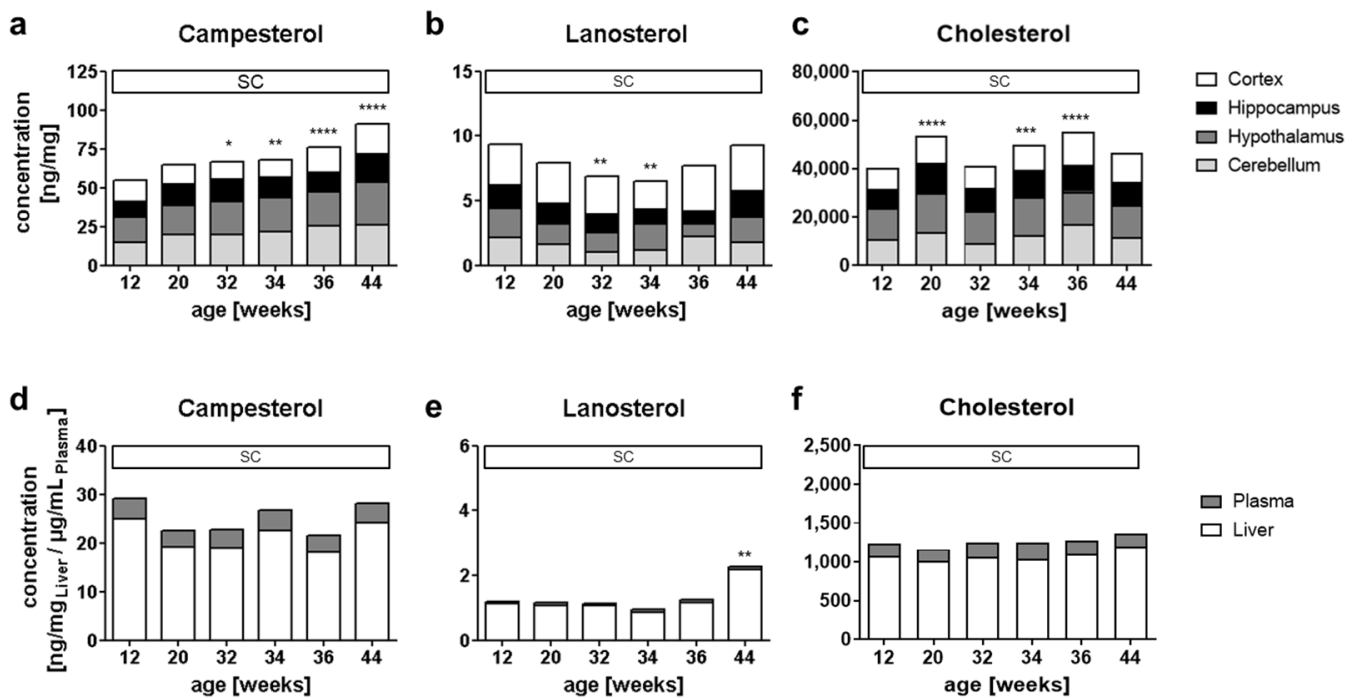 a Campesterol
125
100
75
50
25
0
SC
* ** **** ****
12 20 32 34 36 44
age [weeks]
concentration
[ng/mg]
b Lanosterol
15
10
5
0
SC
** **
12 20 32 34 36 44
age [weeks]
c Cholesterol
80,000
60,000
40,000
20,000
0
SC
**** *** ****
12 20 32 34 36 44
age [weeks]
Cortex
Hippocampus
Hypothalamus
Cerebellum
d Campesterol
40
30
20
10
0
SC
12 20 32 34 36 44
age [weeks]
concentration
[ng/mg Liver / µg/mL Plasma]
e Lanosterol
6
4
2
0
SC
**
12 20 32 34 36 44
age [weeks]
f Cholesterol
2,500
2,000
1,500
1,000
500
0
SC
12 20 32 34 36 44
age [weeks]
Plasma
Liver